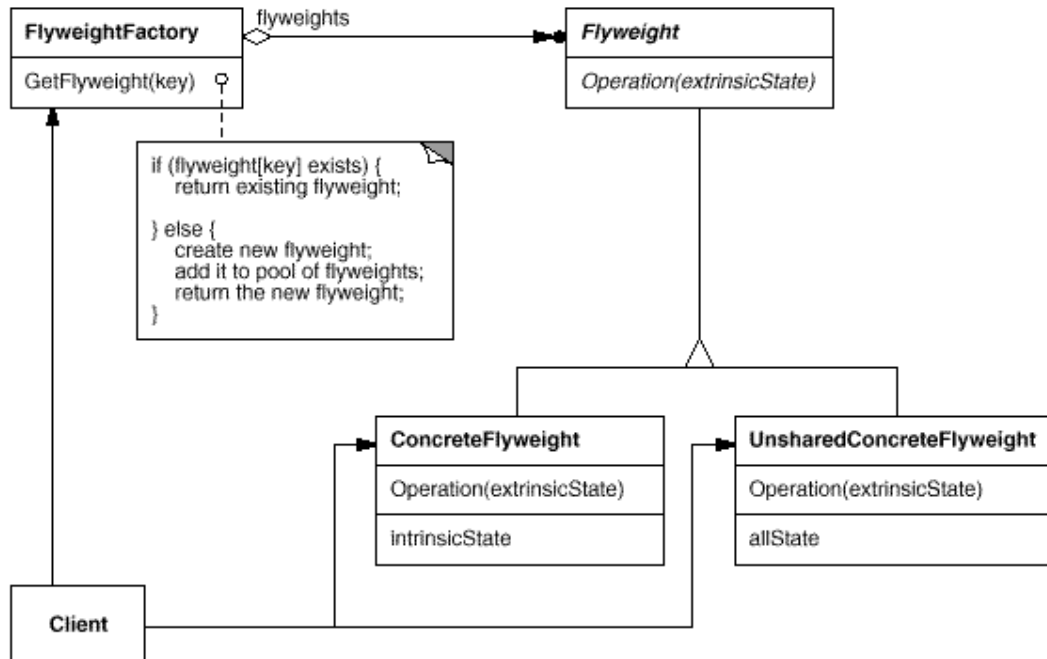 flyweights
FlyweightFactory
Flyweight
GetFlyweight(key)
Operation(extrinsicState)
if (flyweight[key] exists) {
return existing flyweight;
} else {
create new flyweight;
add it to pool of flyweights;
return the new flyweight;
}
ConcreteFlyweight
UnsharedConcreteFlyweight
Operation(extrinsicState)
Operation(extrinsicState)
intrinsicState
allState
Client